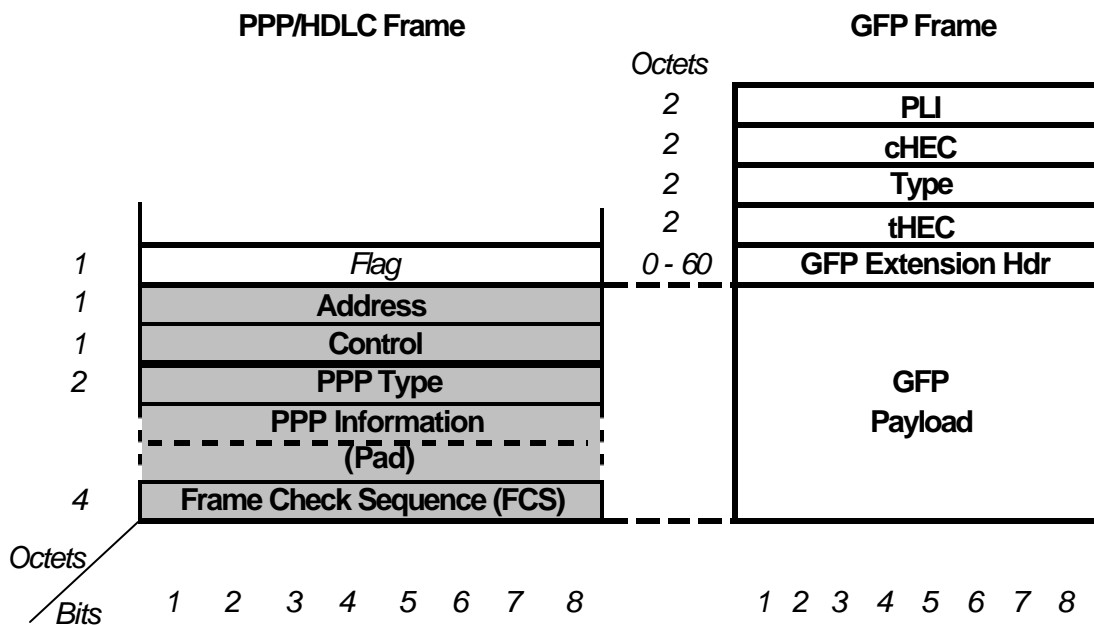 PPP/HDLC Frame GFP Frame
Octets
2 PLI
2 cHEC
2 Type
2 tHEC
1 Flag 0 - 60 GFP Extension Hdr
1 Address
1 Control
2 PPP Type GFP
PPP Information Payload
(Pad)
4 Frame Check Sequence (FCS)
Octets
Bits 1 2 3 4 5 6 7 8 1 2 3 4 5 6 7 8